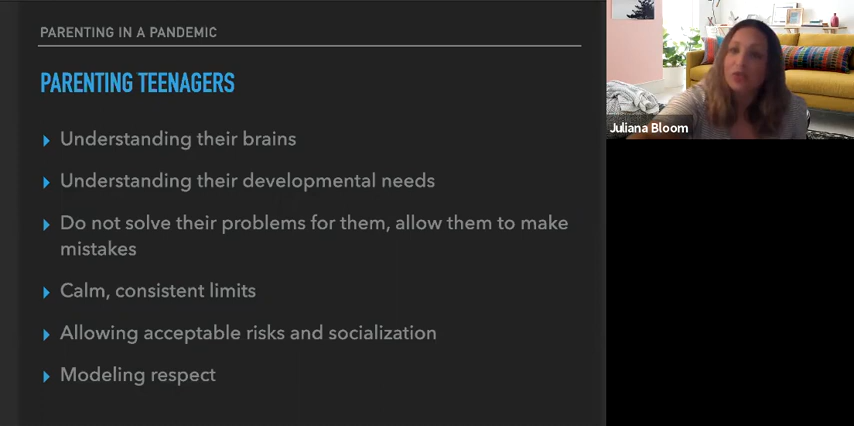 PARENTING IN A PANDEMIC
PARENTING TEENAGERS
Understanding their brains
Understanding their developmental needs
Do not solve their problems for them, allow them to make
mistakes
Calm, consistent limits
Allowing acceptable risks and socialization
Modeling respect
Juliana Bloom